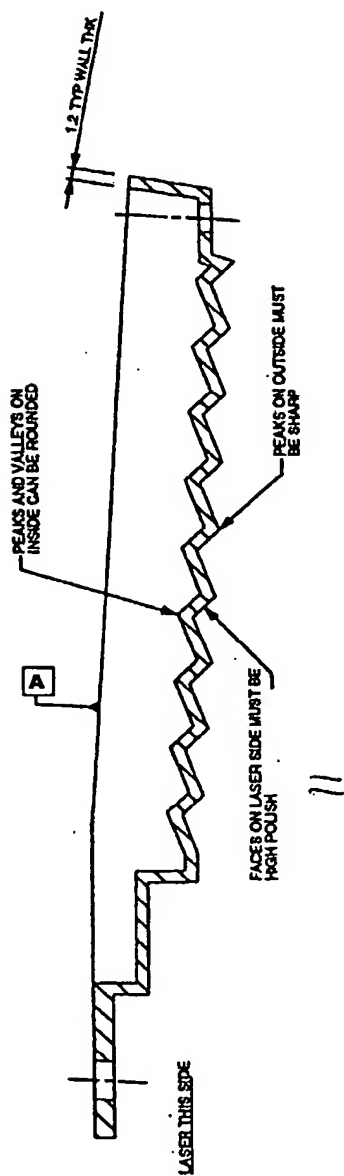 1.2 TYP WALL THK
PEAKS AND VALLEYS ON
INSIDE CAN BE ROUNDED
A
PEAKS ON OUTSIDE MUST
BE SHARP
FACES ON LASER SIDE MUST BE
HIGH POLISH
LASER THIS SIDE
11